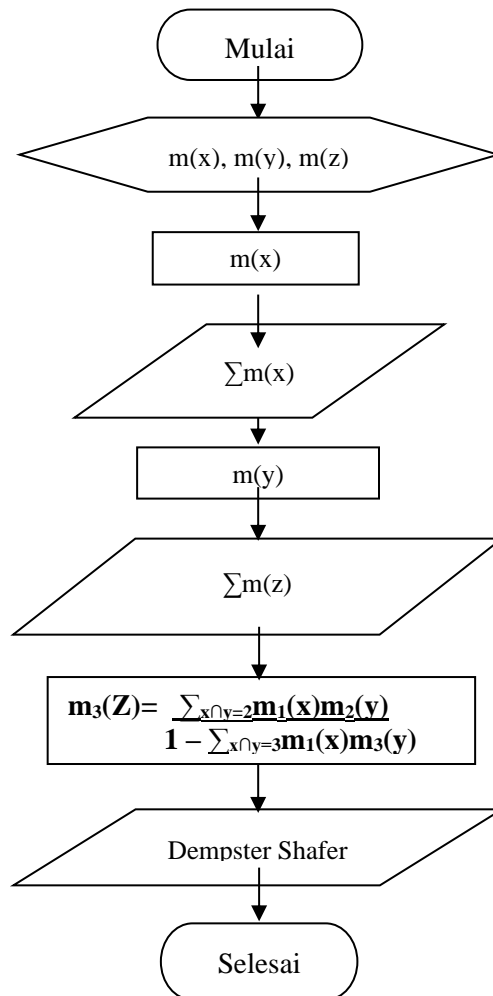 Mulai
m(x), m(y), m(z)
m(x)
∑m(x)
m(y)
∑m(z)
m₃(Z)= ∑ₓ∩y=2m₁(x)m₂(y)
1 – ∑ₓ∩y=3m₁(x)m₃(y)
Dempster Shafer
Selesai